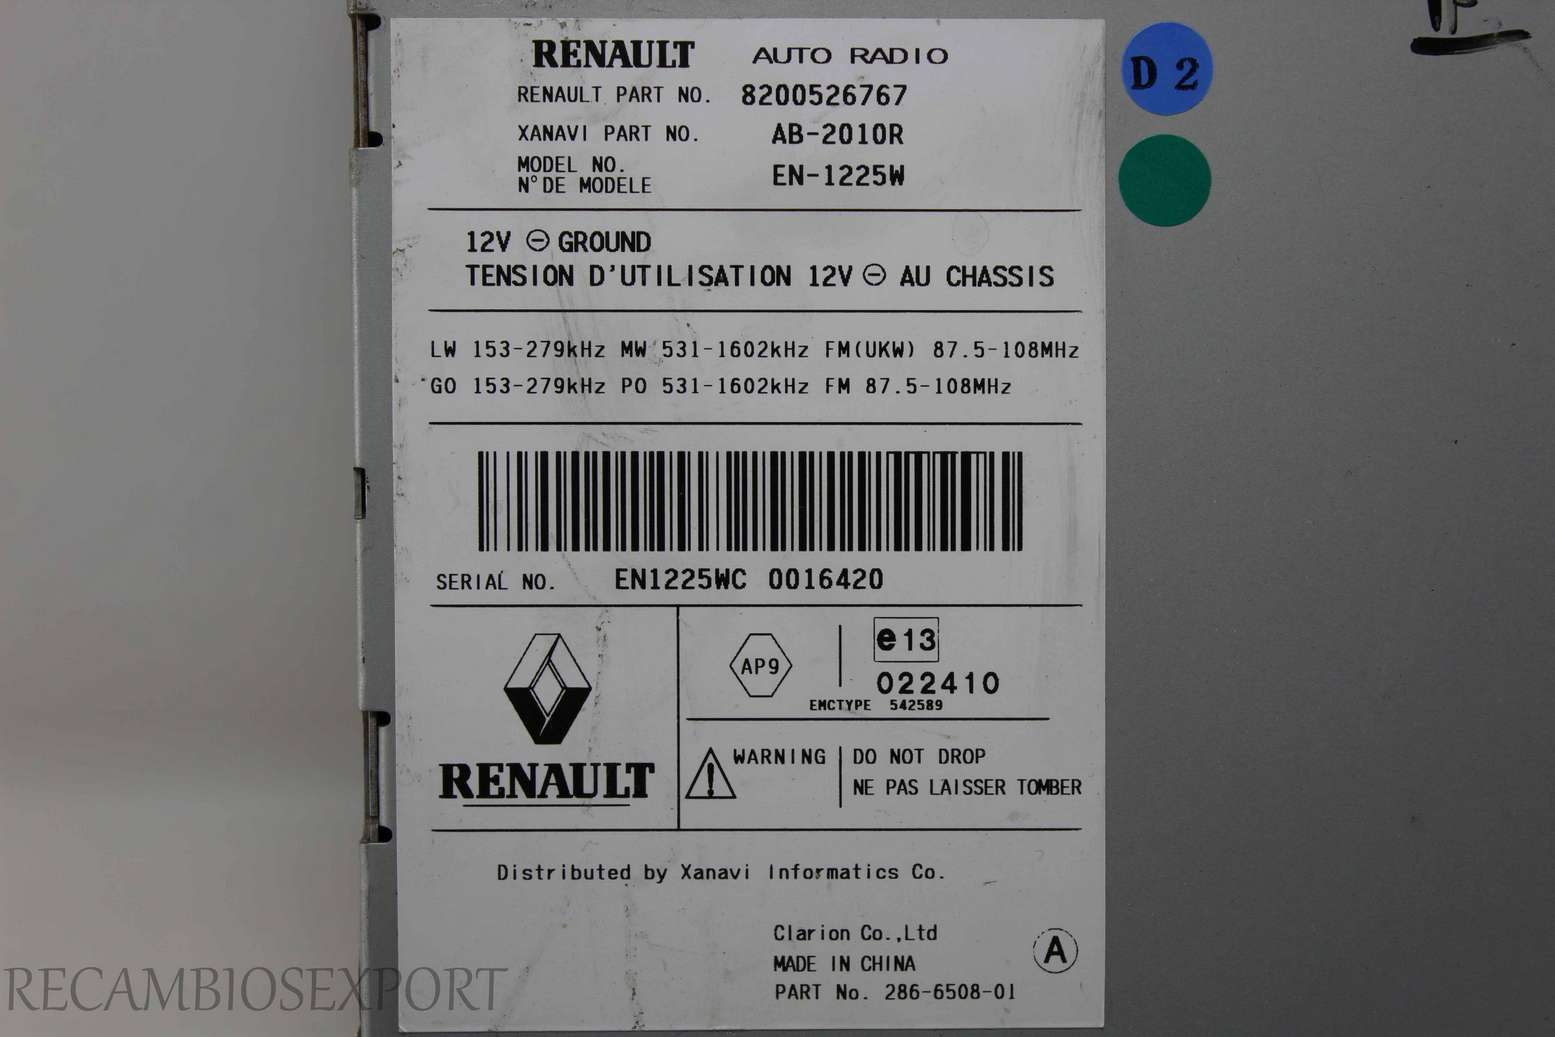 RENAULT AUTO RADIO
RENAULT PART NO. 8200526767
XANAVI PART NO. AB-2010R
MODEL NO.
N° DE MODELE EN-1225W
12V ⊖ GROUND
TENSION D'UTILISATION 12V ⊖ AU CHASSIS
LW 153-279kHz MW 531-1602kHz FM(UKW) 87.5-108MHz
GO 153-279kHz PO 531-1602kHz FM 87.5-108MHz
SERIAL NO. EN1225WC 0016420
RENAULT
AP9
e13
022410
EMCTYPE 542589
WARNING
DO NOT DROP
NE PAS LAISSER TOMBER
Distributed by Xanavi Informatics Co.
Clarion Co.,Ltd
MADE IN CHINA
PART No. 286-6508-01
A
D 2
RECAMBIOSEXPORT